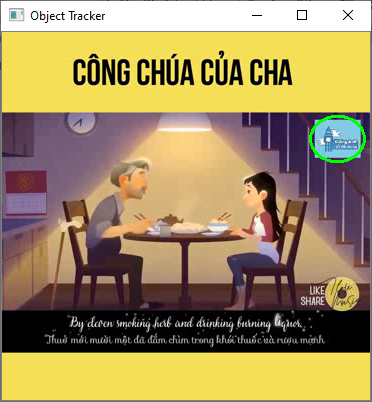 Object Tracker
CÔNG CHÚA CỦA CHA
LIKE
SHARE
By eleven smoking herb and drinking burning liquor
Thuở mới mười một đã đắm chìm trong khói thuốc và rượu mạnh